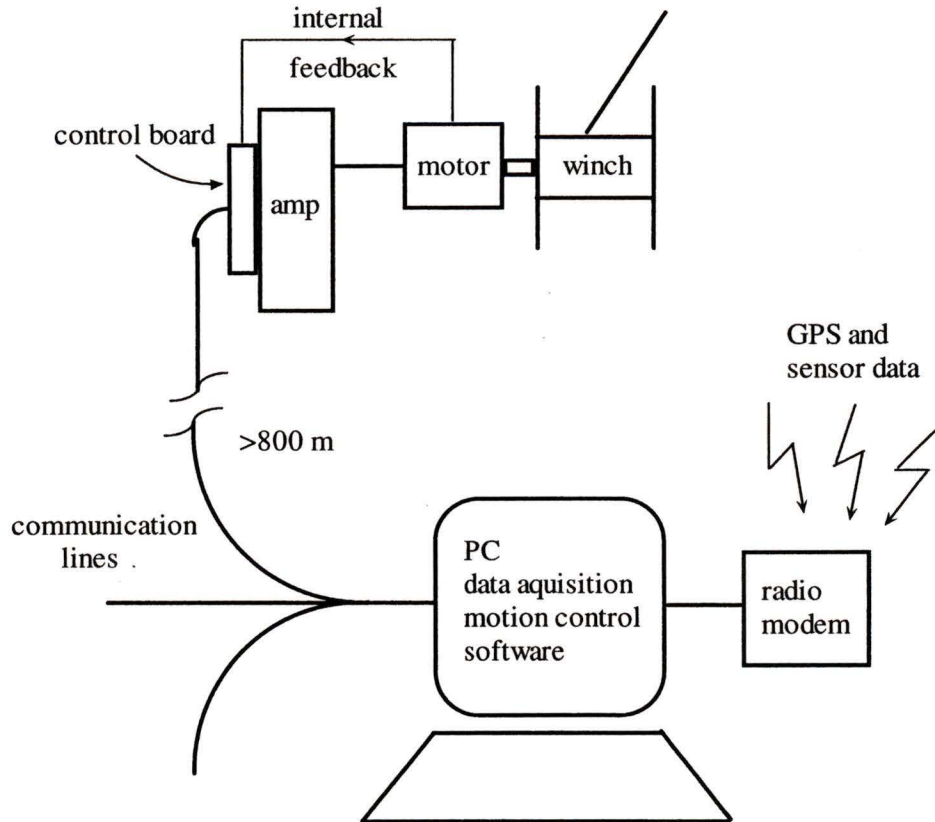 internal
feedback
control board
amp
motor
winch
GPS and
sensor data
>800 m
communication
lines
PC
data aquisition
motion control
software
radio
modem